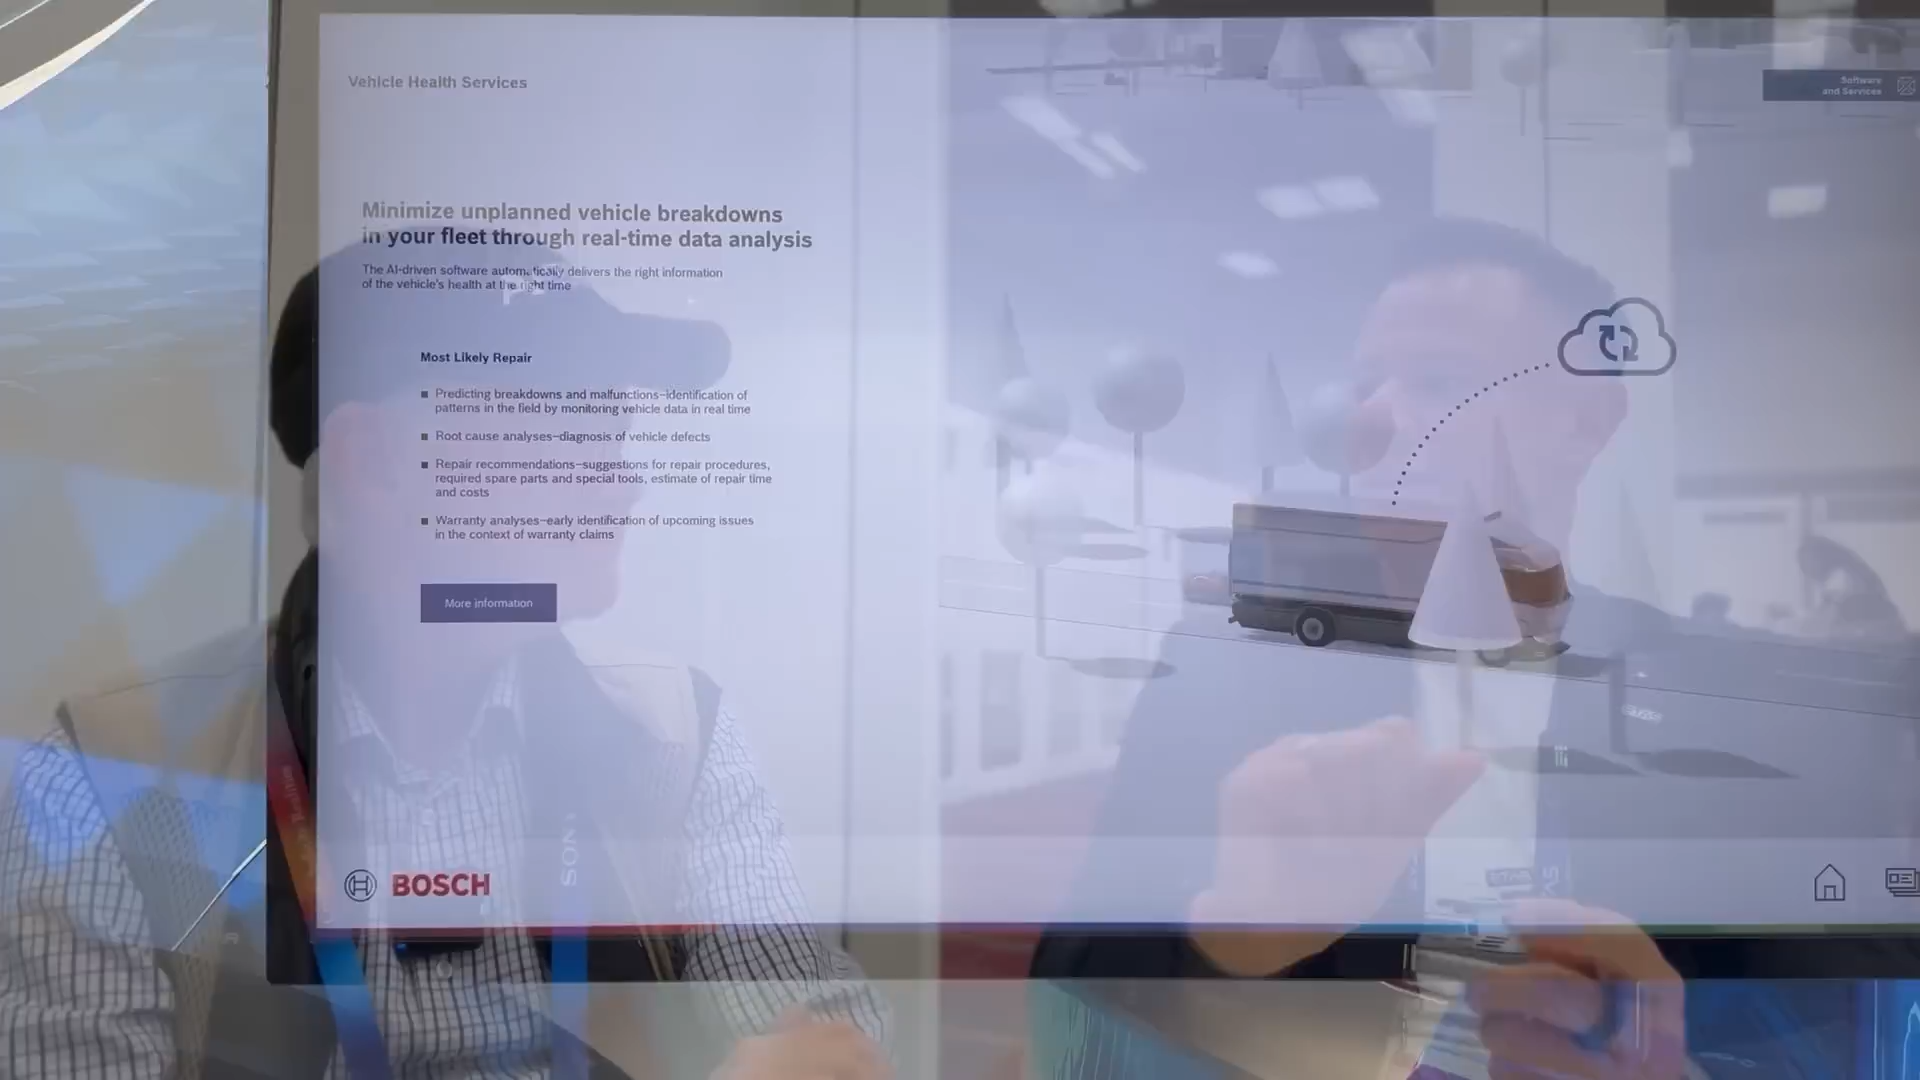 Vehicle Health Services
Software
and Services
Minimize unplanned vehicle breakdowns
in your fleet through real-time data analysis
The AI-driven software automatically delivers the right information
of the vehicle's health at the right time
Most Likely Repair
Predicting breakdowns and malfunctions–identification of
patterns in the field by monitoring vehicle data in real time
Root cause analyses–diagnosis of vehicle defects
Repair recommendations–suggestions for repair procedures,
required spare parts and special tools, estimate of repair time
and costs
Warranty analyses–early identification of upcoming issues
in the context of warranty claims
More information
BOSCH
SONY
ETAS